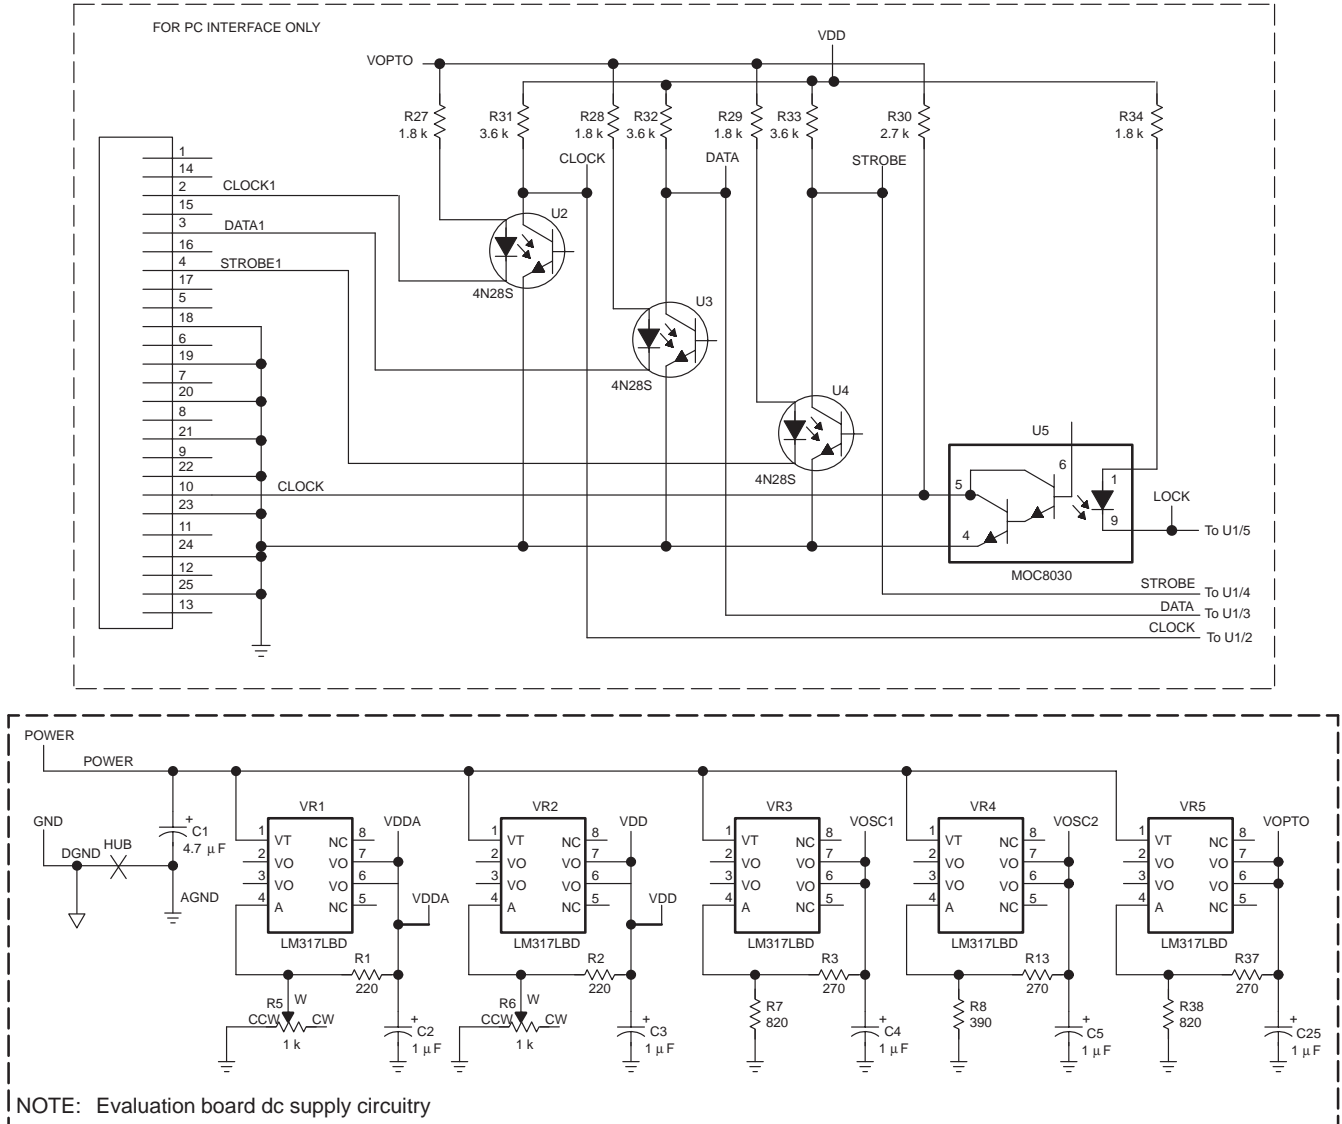 FOR PC INTERFACE ONLY
VDD
VOPTO
R27
1.8 k
R31
3.6 k
R28
1.8 k
R32
3.6 k
R29
1.8 k
R33
3.6 k
R30
2.7 k
R34
1.8 k
CLOCK
DATA
STROBE
1
14
2
CLOCK1
15
3
DATA1
16
4
STROBE1
17
5
18
6
19
7
20
8
21
9
22
10
CLOCK
23
11
24
12
25
13
U2
4N28S
U3
4N28S
U4
4N28S
U5
6
5
1
9
4
MOC8030
LOCK
To U1/5
STROBE
To U1/4
DATA
To U1/3
CLOCK
To U1/2
POWER
POWER
GND
DGND
HUB
+
C1
4.7 µF
AGND
VR1
1 VT NC 8
2 VO VO 7
3 VO VO 6
4 A NC 5
LM317LBD
VDDA
VDDA
R1
220
R5
W
CCW
CW
1 k
+
C2
1 µF
VR2
1 VT NC 8
2 VO VO 7
3 VO VO 6
4 A NC 5
LM317LBD
VDD
VDD
R2
220
R6
W
CCW
CW
1 k
+
C3
1 µF
VR3
1 VT NC 8
2 VO VO 7
3 VO VO 6
4 A NC 5
LM317LBD
VOSC1
R3
270
R7
820
+
C4
1 µF
VR4
1 VT NC 8
2 VO VO 7
3 VO VO 6
4 A NC 5
LM317LBD
VOSC2
R13
270
R8
390
+
C5
1 µF
VR5
1 VT NC 8
2 VO VO 7
3 VO VO 6
4 A NC 5
LM317LBD
VOPTO
R37
270
R38
820
+
C25
1 µF
NOTE: Evaluation board dc supply circuitry